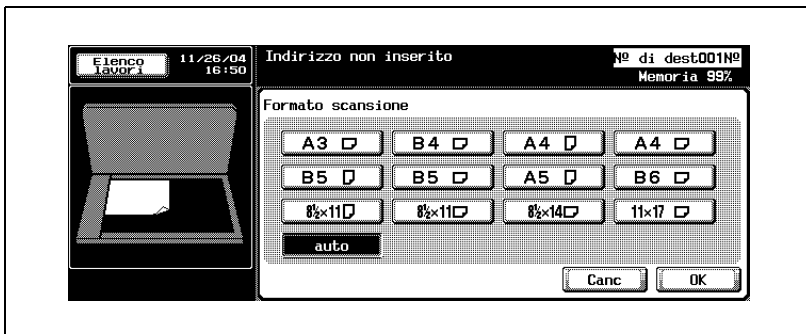 Elenco lavori
11/26/04
16:50
Indirizzo non inserito
Nº di dest001Nº
Memoria 99%
Formato scansione
A3 B4 A4 A4
B5 B5 A5 B6
8½×11 8½×11 8½×14 11×17
auto
Canc OK